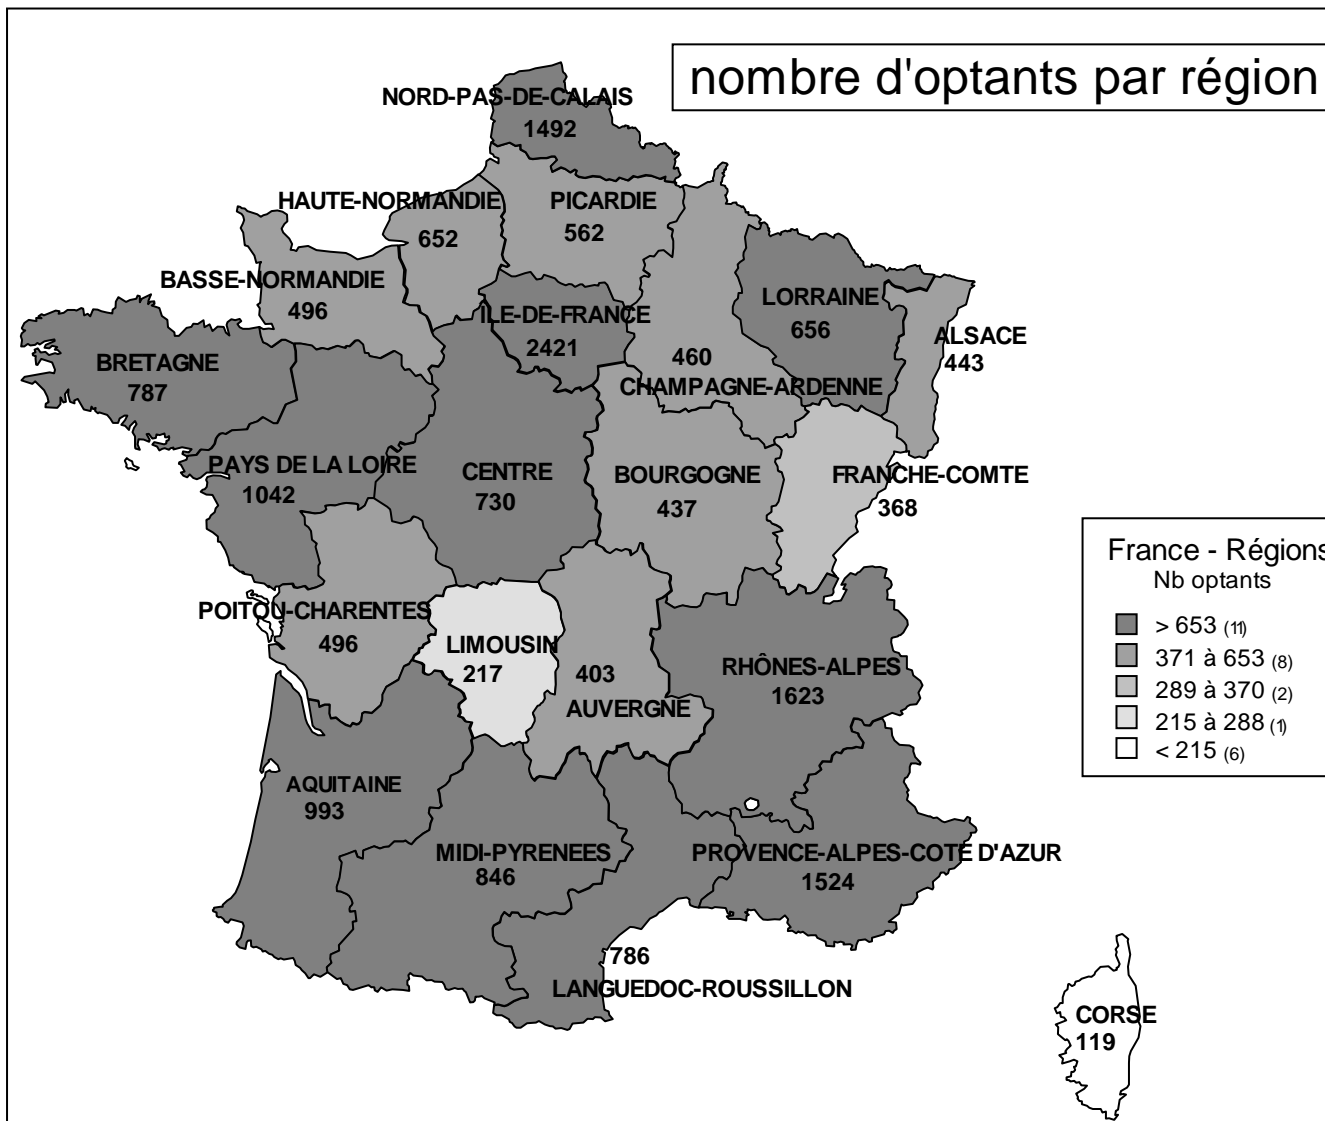 nombre d'optants par région
NORD-PAS-DE-CALAIS
1492
HAUTE-NORMANDIE
652
PICARDIE
562
BASSE-NORMANDIE
496
ILE-DE-FRANCE
2421
LORRAINE
656
ALSACE
443
BRETAGNE
787
460
CHAMPAGNE-ARDENNE
PAYS DE LA LOIRE
1042
CENTRE
730
BOURGOGNE
437
FRANCHE-COMTE
368
POITOU-CHARENTES
496
LIMOUSIN
217
403
AUVERGNE
RHÔNES-ALPES
1623
AQUITAINE
993
MIDI-PYRENEES
846
PROVENCE-ALPES-COTE D'AZUR
1524
786
LANGUEDOC-ROUSSILLON
CORSE
119
France - Régions
Nb optants
> 653 (11)
371 à 653 (8)
289 à 370 (2)
215 à 288 (1)
< 215 (6)